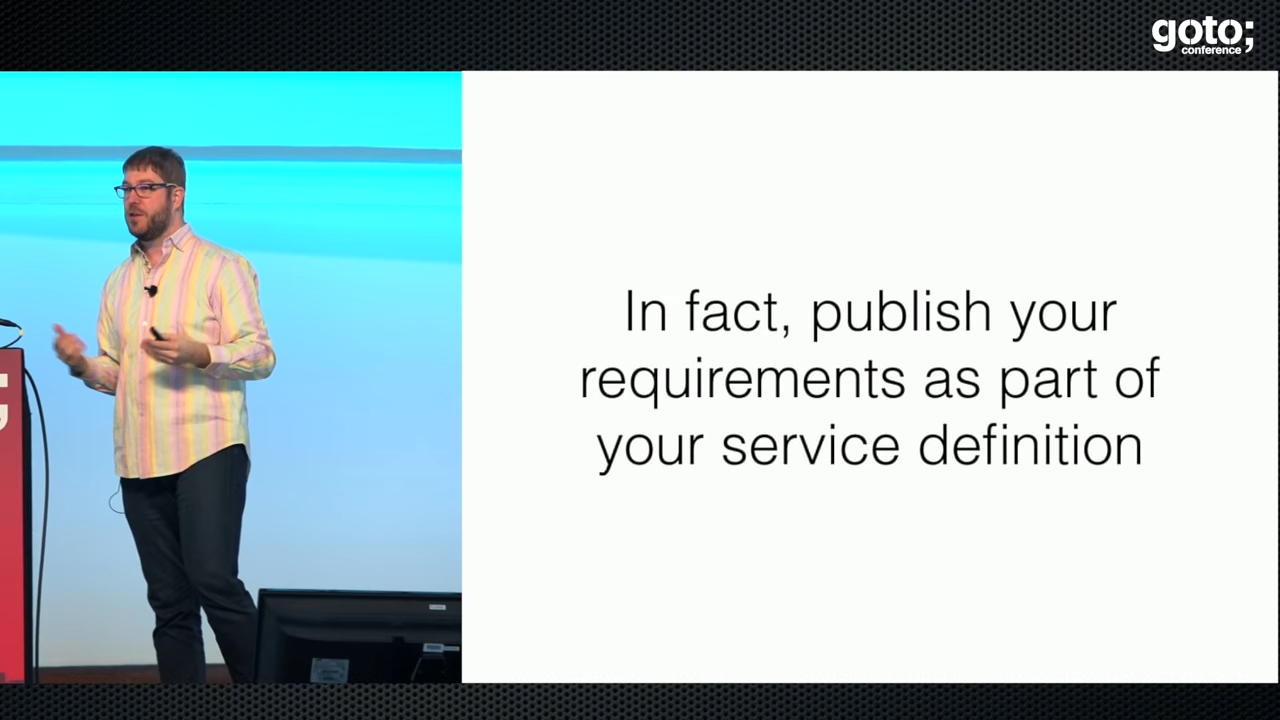 goto;
conference
In fact, publish your
requirements as part of
your service definition